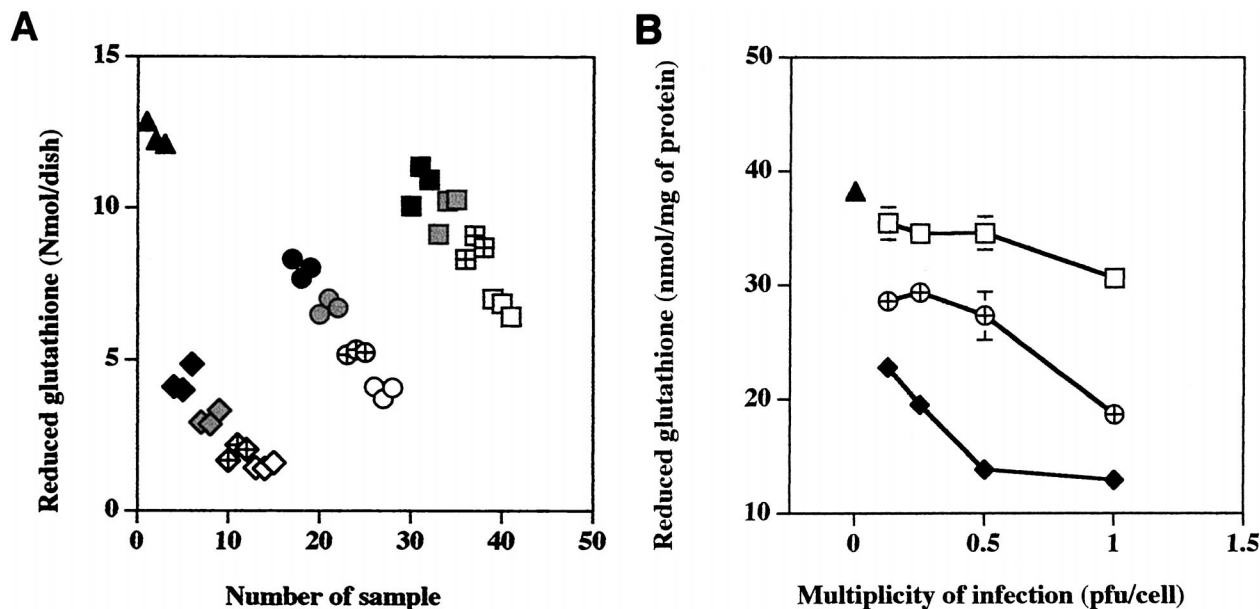 A
Reduced glutathione (Nmol/dish)
15
10
5
0
0 10 20 30 40 50
Number of sample
B
Reduced glutathione (nmol/mg of protein)
50
40
30
20
10
0 0.5 1 1.5
Multiplicity of infection (pfu/cell)